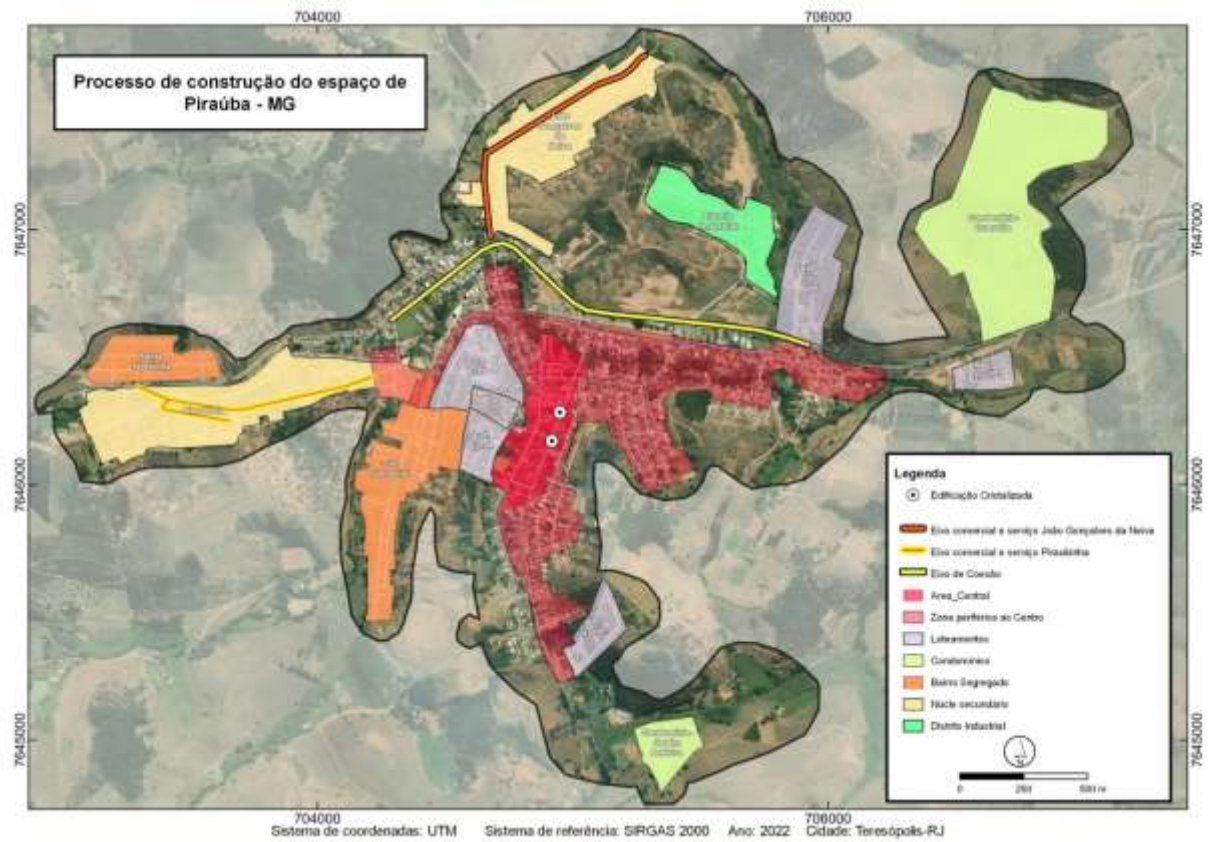 704000
706000
Processo de construção do espaço de
Piraúba - MG
7647000
7647000
7646000
7646000
7645000
7645000
Legenda
Edificação Cristalizada
Eixo comercial e serviço João Gonçalves da Neiva
Eixo comercial e serviço Piraubinha
Eixo de Coesão
Area_Central
Zona periférica ao Centro
Loteamentos
Condomínios
Bairro Segregado
Núcle secundário
Distrito Industrial
N
0 250 500 m
704000
706000
Sistema de coordenadas: UTM Sistema de referência: SIRGAS 2000 Ano: 2022 Cidade: Teresópolis-RJ